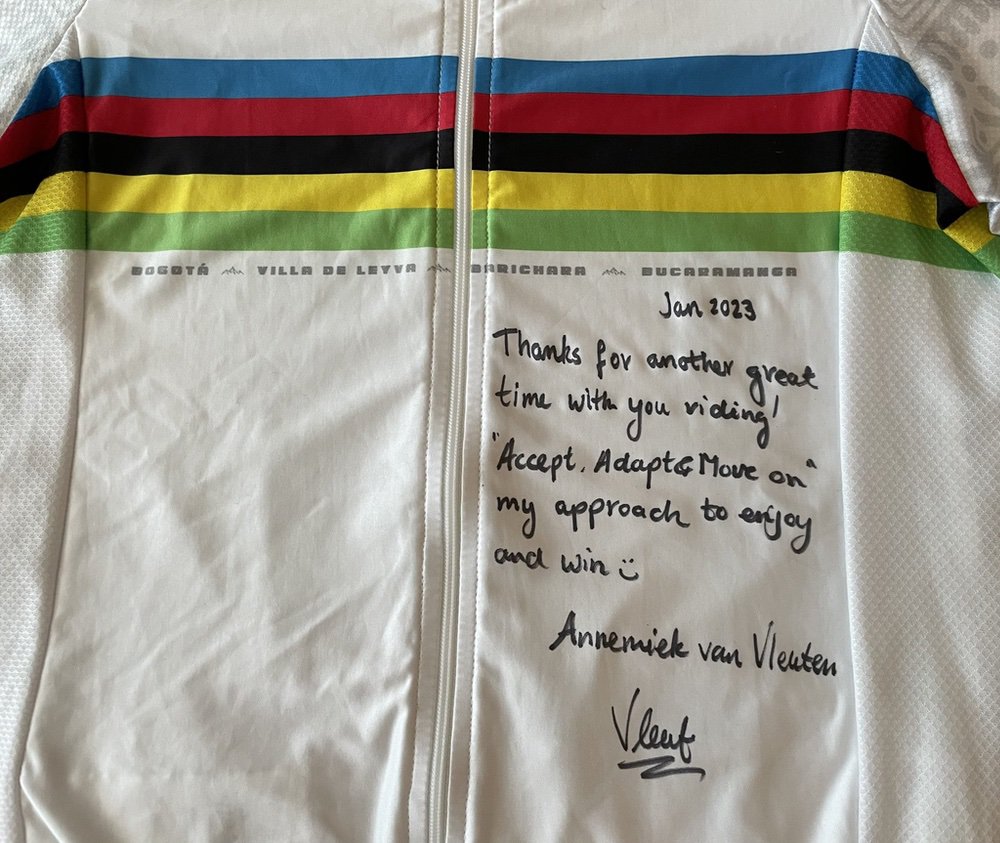 BOGOTÁ VILLA DE LEYVA BARICHARA BUCARAMANGA
Jan 2023
Thanks for another great
time with you riding!
"Accept, Adapt & Move on"
my approach to enjoy
and win :)
Annemiek van Vleuten
Vleut